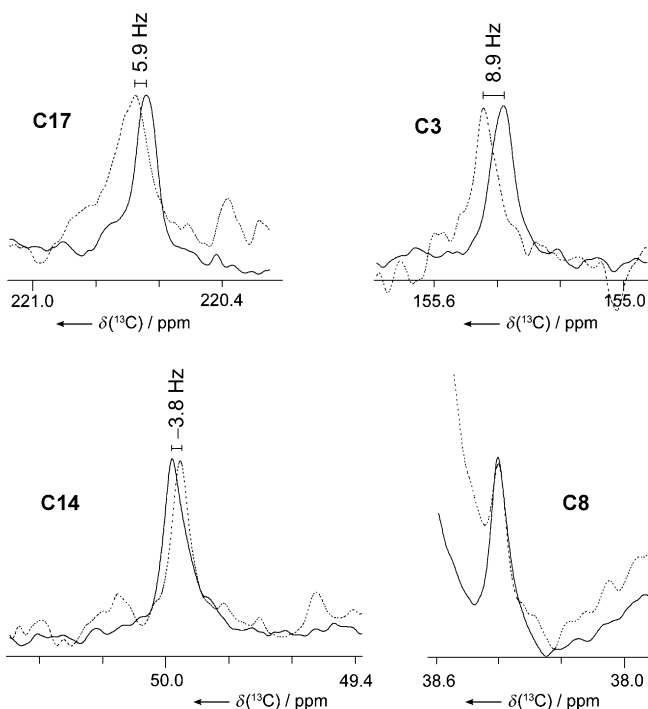 5.9 Hz
C17
221.0
220.4
← δ(¹³C) / ppm
8.9 Hz
C3
155.6
155.0
← δ(¹³C) / ppm
−3.8 Hz
C14
50.0
49.4
← δ(¹³C) / ppm
C8
38.6
38.0
← δ(¹³C) / ppm